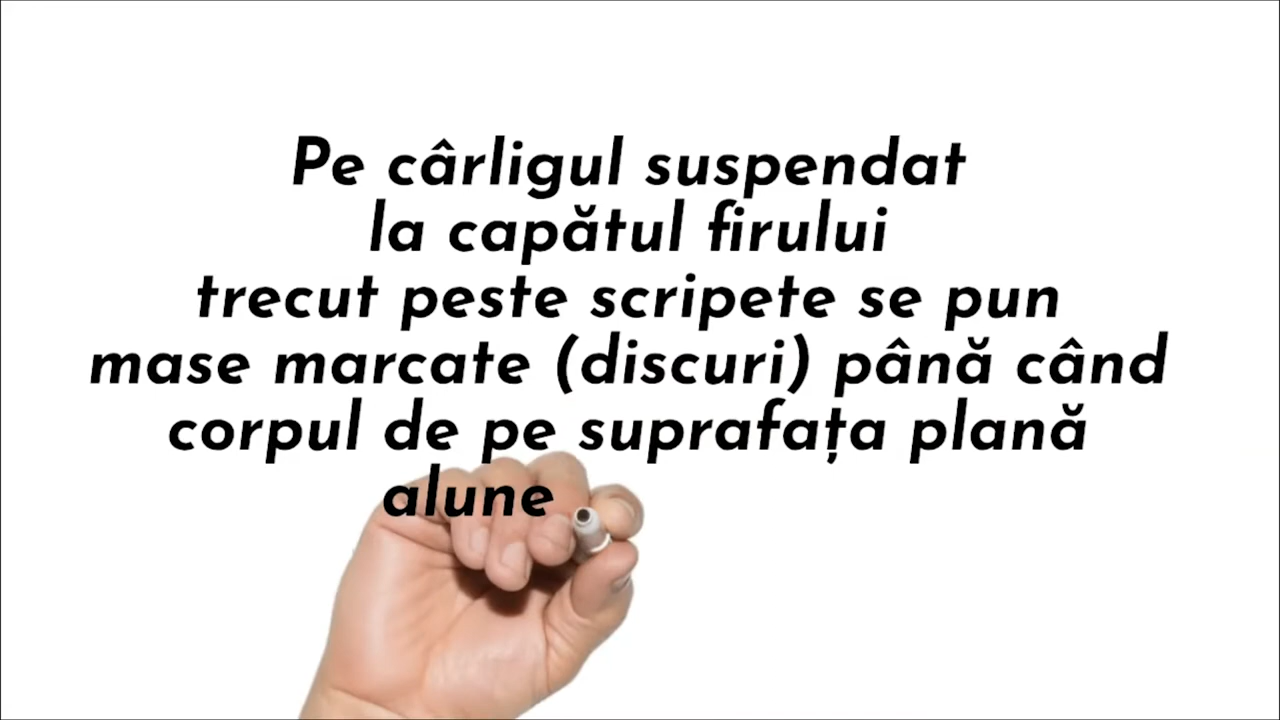 Pe cârligul suspendat
la capătul firului
trecut peste scripete se pun
mase marcate (discuri) până când
corpul de pe suprafața plană
alune